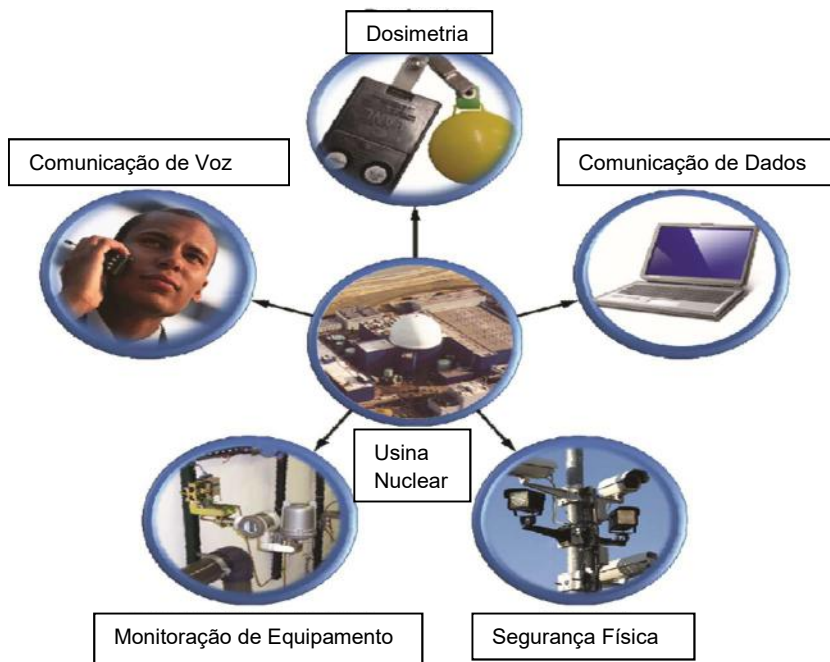 Dosimetria
Comunicação de Voz
Comunicação de Dados
Usina
Nuclear
Monitoração de Equipamento
Segurança Física